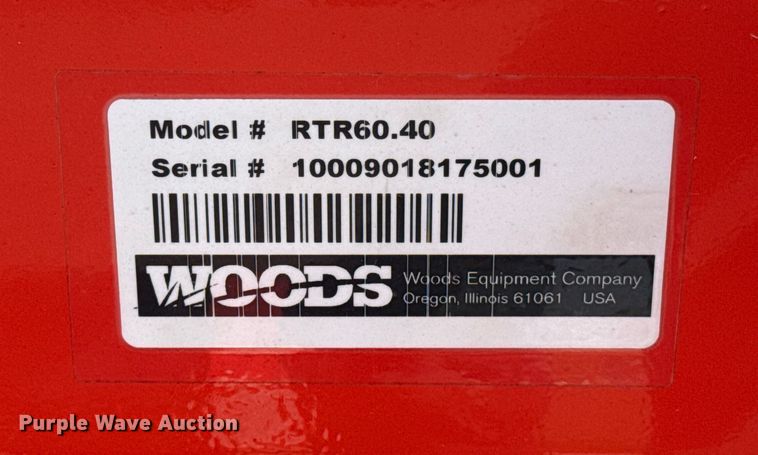 Model # RTR60.40
Serial # 10009018175001
WOODS Woods Equipment Company
Oregon, Illinois 61061 USA
Purple Wave Auction